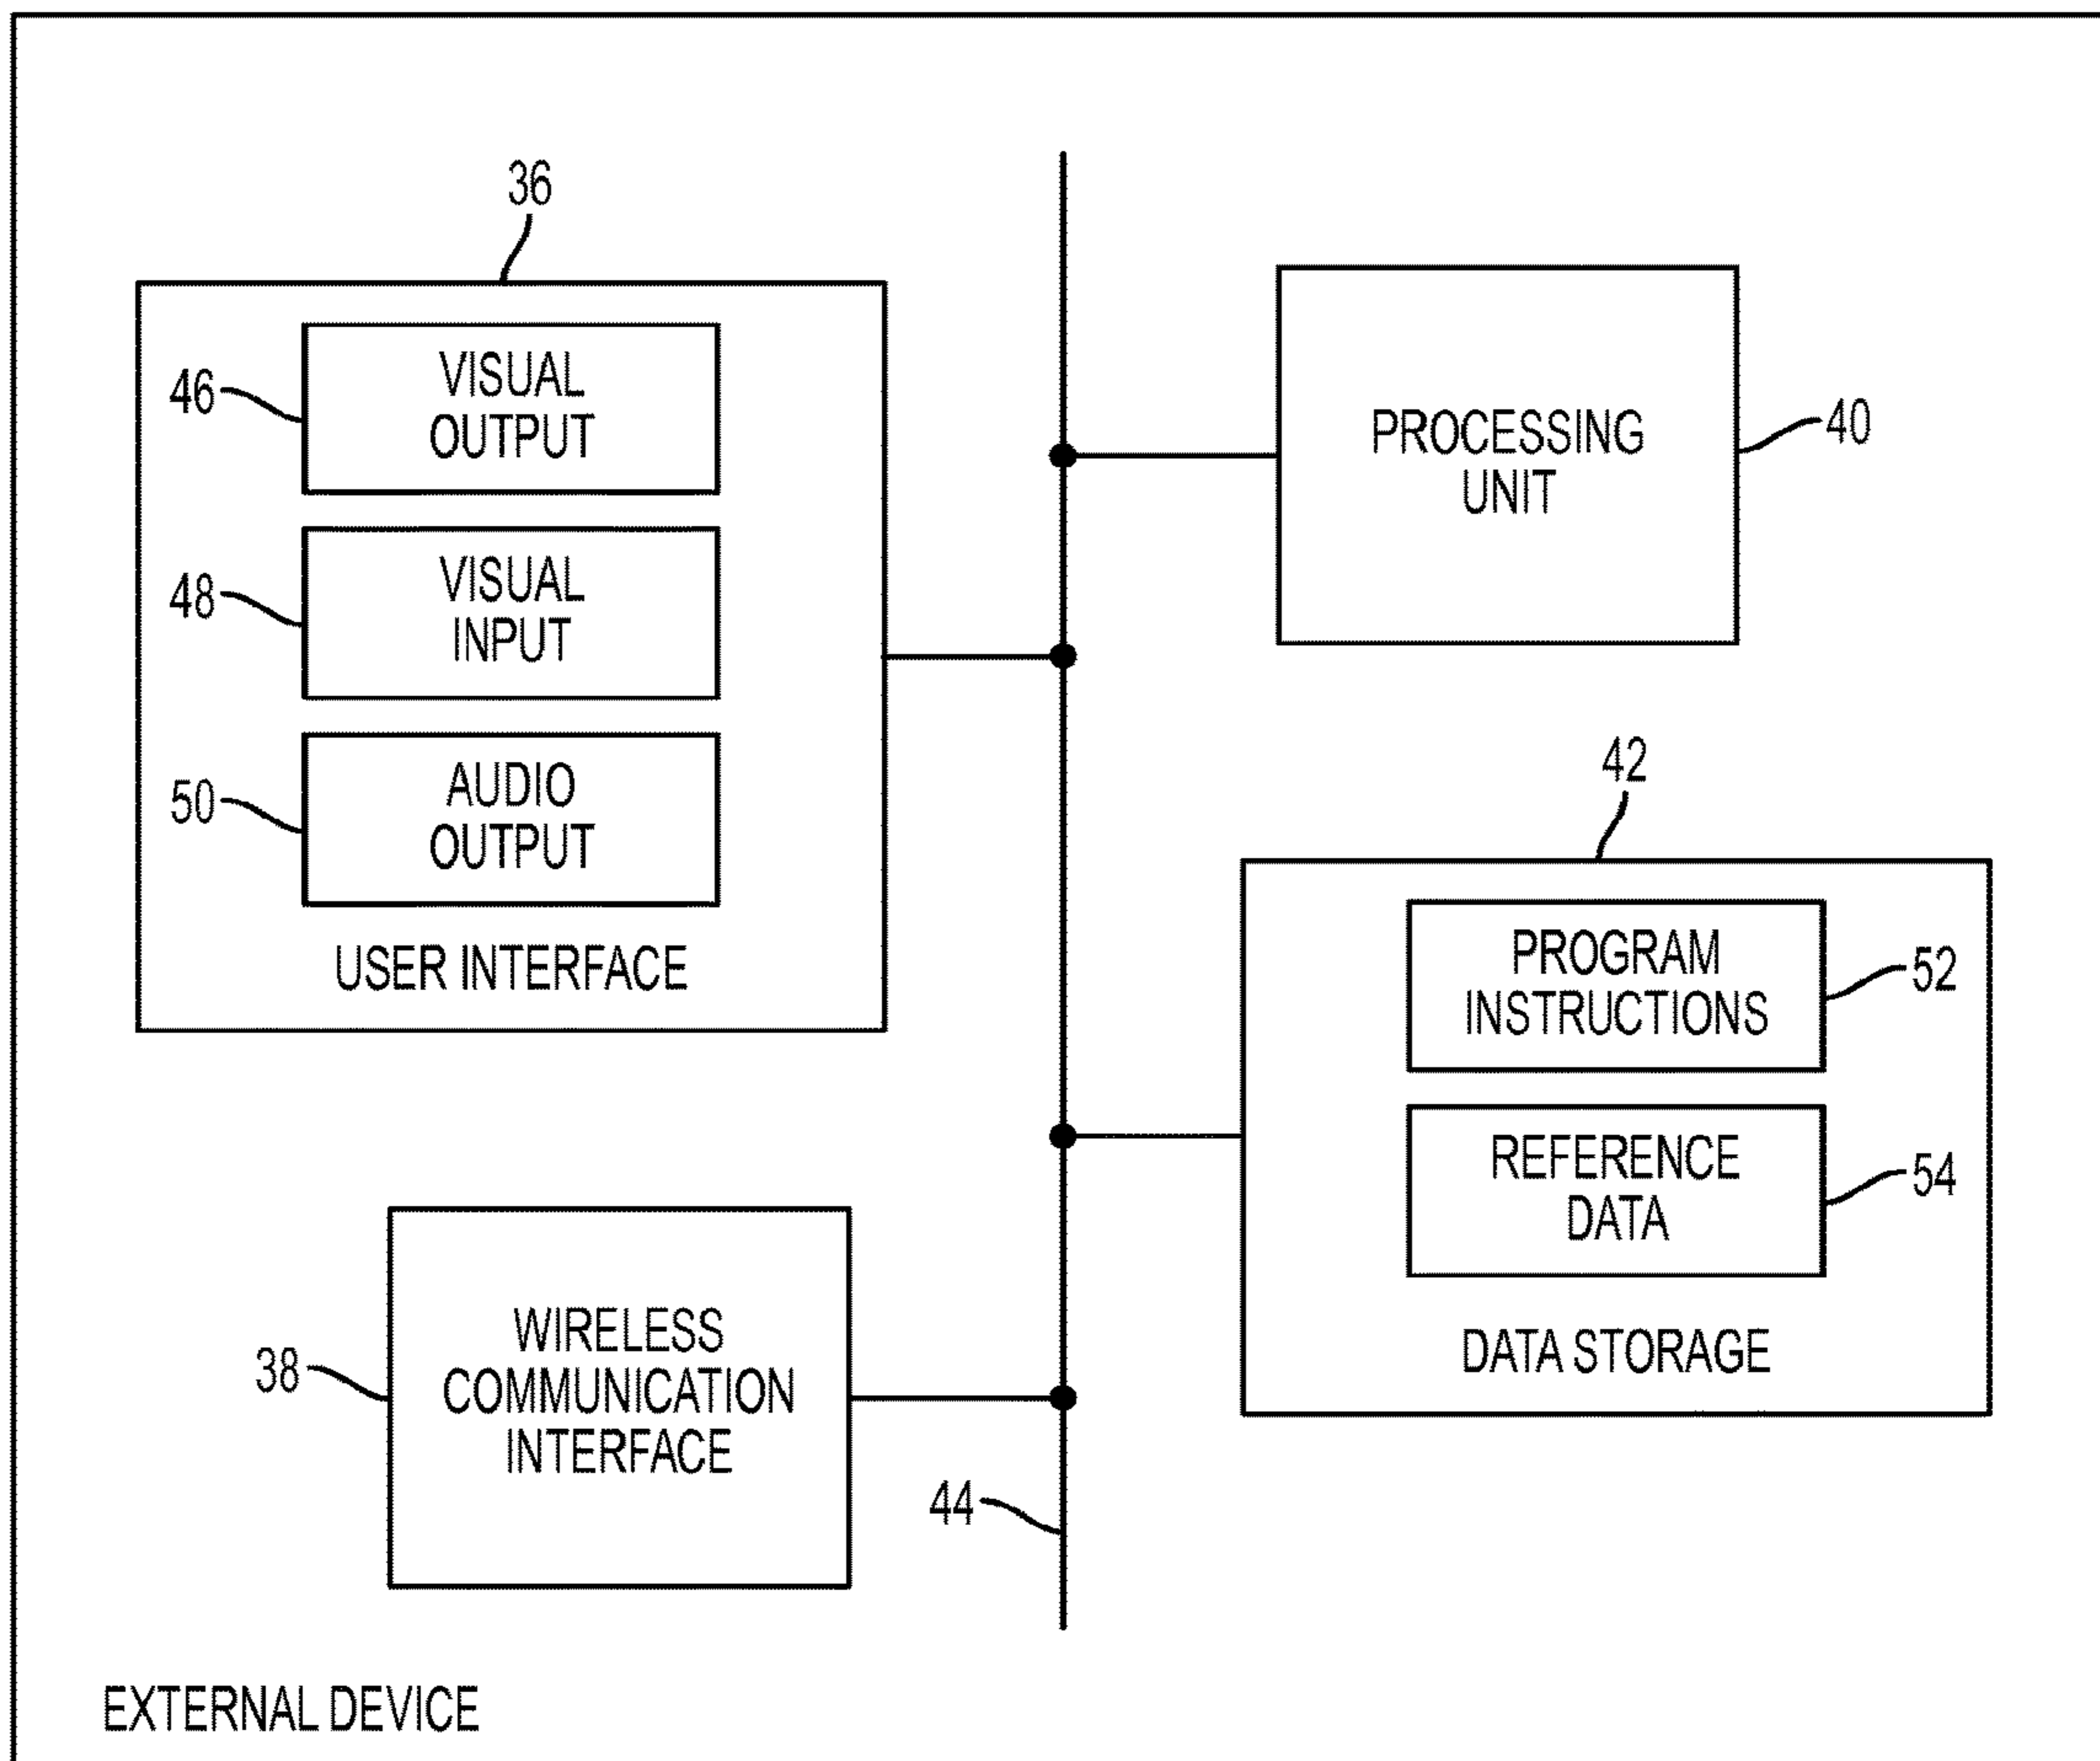 36
46
VISUAL
OUTPUT
48
VISUAL
INPUT
50
AUDIO
OUTPUT
USER INTERFACE
PROCESSING
UNIT
40
42
PROGRAM
INSTRUCTIONS
52
REFERENCE
DATA
54
DATA STORAGE
38
WIRELESS
COMMUNICATION
INTERFACE
44
EXTERNAL DEVICE